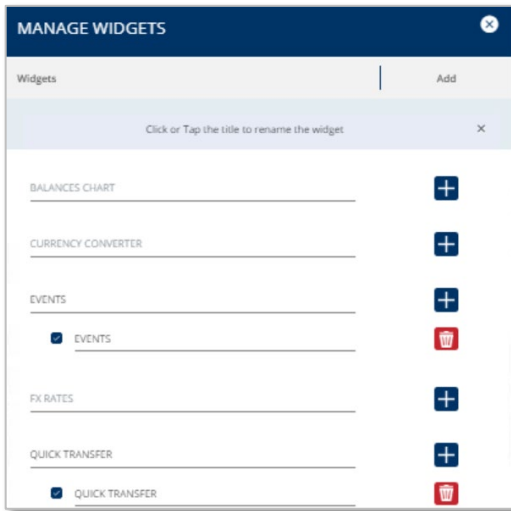 MANAGE WIDGETS
Widgets Add
Click or Tap the title to rename the widget
BALANCES CHART
CURRENCY CONVERTER
EVENTS
EVENTS
FX RATES
QUICK TRANSFER
QUICK TRANSFER